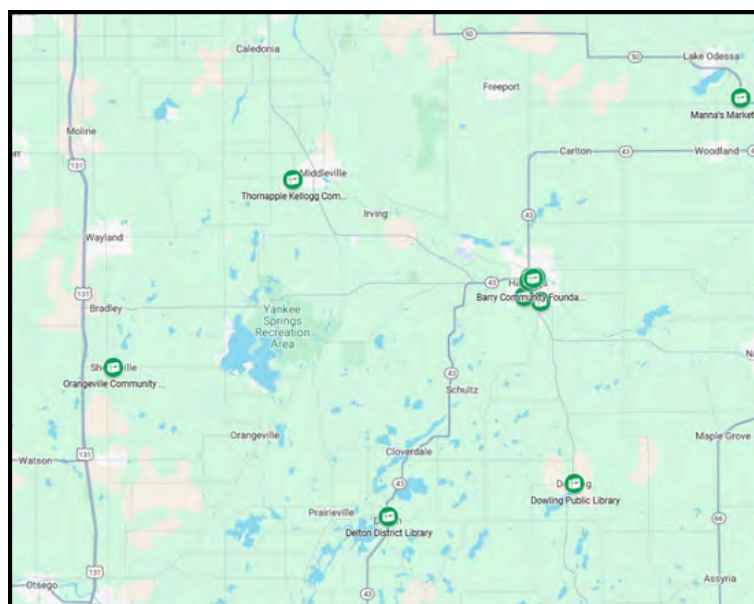 Caledonia
50
50
Lake Odessa
Freeport
Manna's Market
Moline
131
Carlton
43
Woodland
Middleville
Thornapple Kellogg Com...
Irving
43
Wayland
43
131
Barry Community Founda...
Bradley
Yankee
Springs
Recreation
Area
43
Orangeville Community ...
Schultz
Orangeville
Maple Grove
Cloverdale
131
Watson
43
Dowling Public Library
Prairieville
Delton District Library
66
131
Otsego
43
Assyria